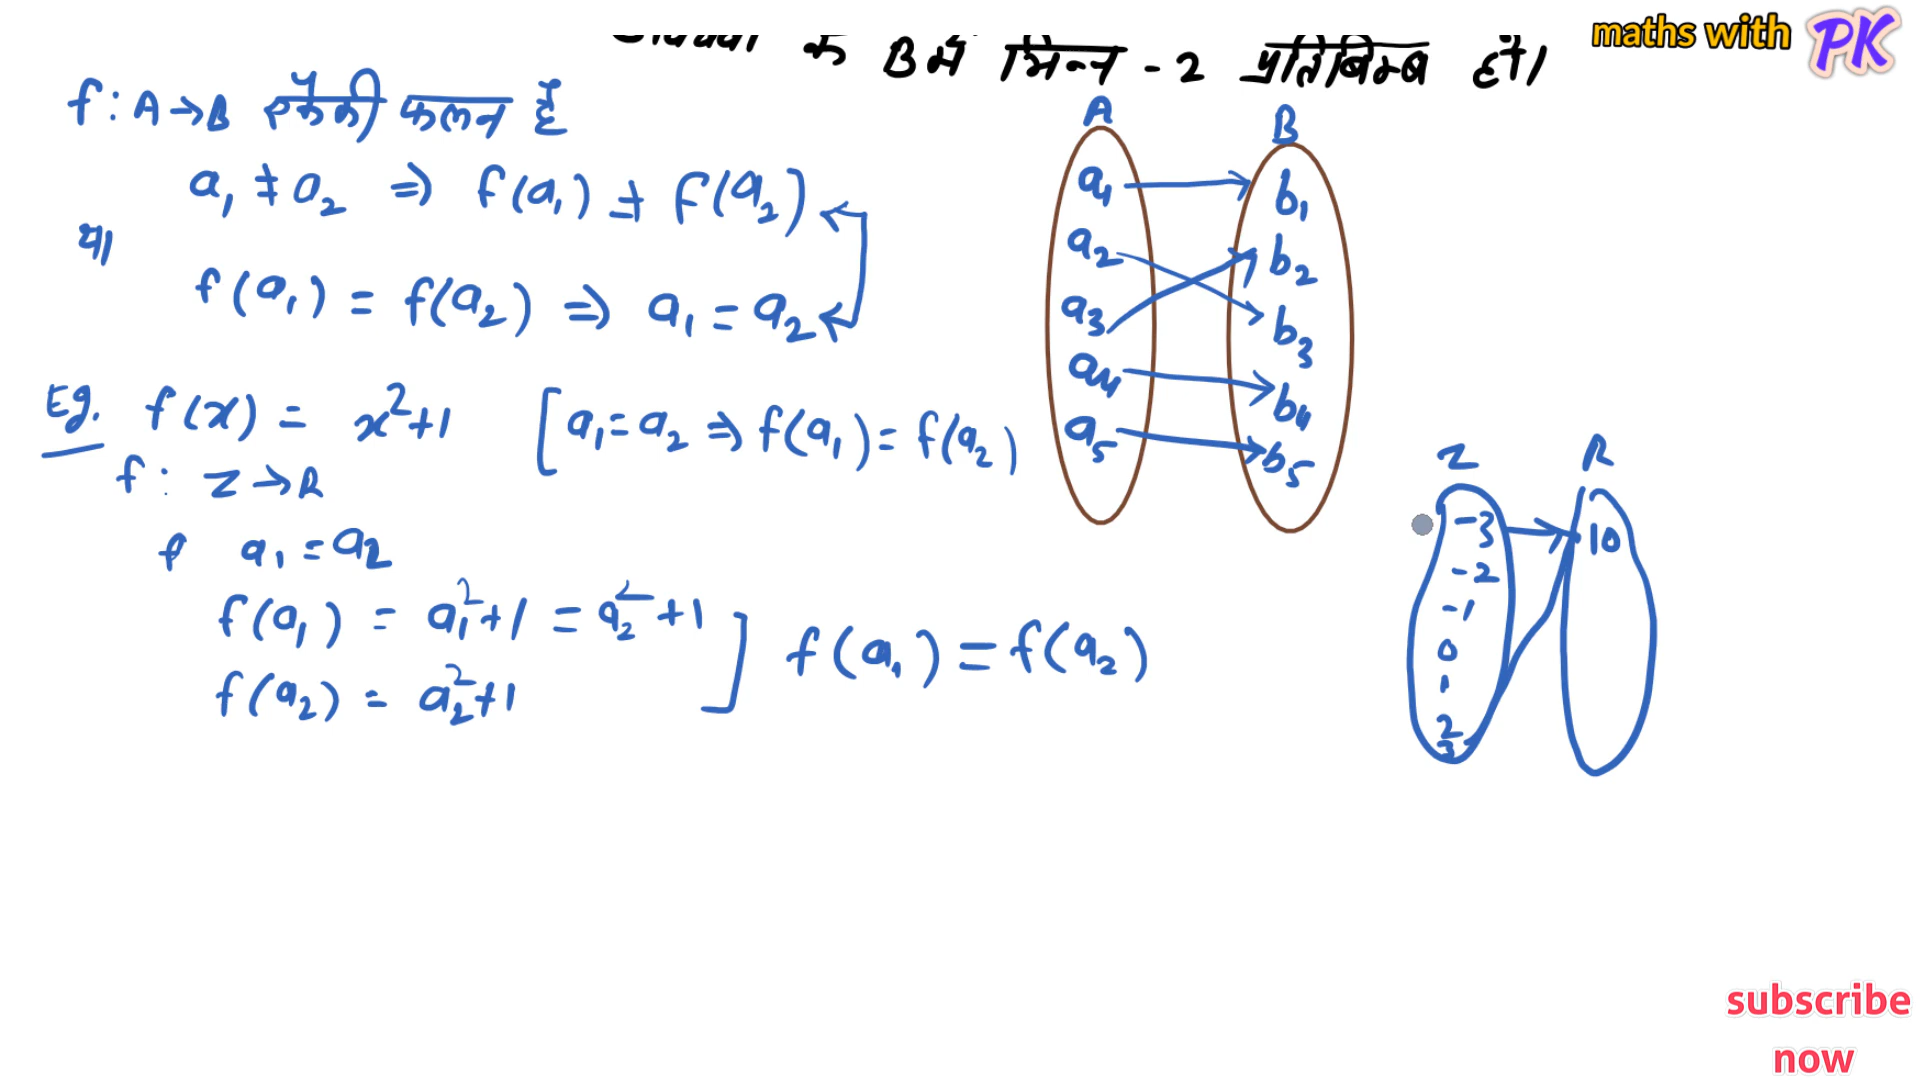 के B में भिन्न - 2 प्रतिबिम्ब हों।
maths with PK
f : A → B एकैकी फलन है
a₁ ≠ a₂ ⇒ f(a₁) ≠ f(a₂)
या
f(a₁) = f(a₂) ⇒ a₁ = a₂
Eg. f(x) = x²+1 [a₁ = a₂ ⇒ f(a₁) = f(a₂)
f : Z → R
a₁ = a₂
f(a₁) = a₁²+1 = a₂²+1
f(a₂) = a₂²+1
] f(a₁) = f(a₂)
A B
a₁ b₁
a₂ b₂
a₃ b₃
a₄ b₄
a₅ b₅
Z R
-3 10
-2
-1
0
1
2
3
subscribe
now